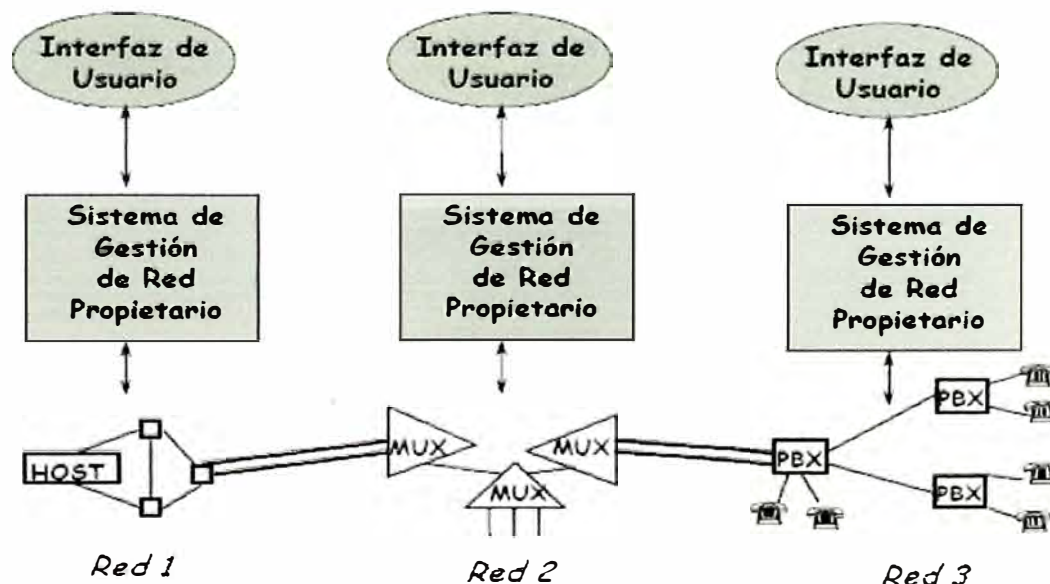 Interfaz de
Usuario
Interfaz de
Usuario
Interfaz de
Usuario
Sistema de
Gestión
de Red
Propietario
Sistema de
Gestión
de Red
Propietario
Sistema de
Gestión
de Red
Propietario
HOST
MUX
MUX
MUX
PBX
PBX
PBX
Red 1
Red 2
Red 3